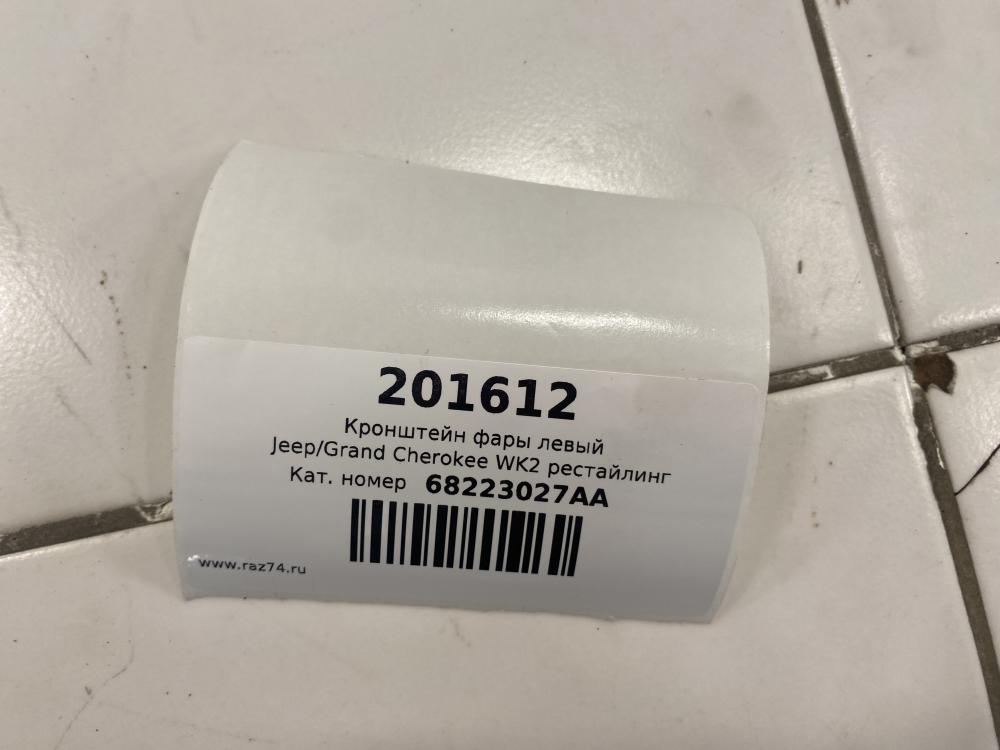 201612
Кронштейн фары левый
Jeep/Grand Cherokee WK2 рестайлинг
Кат. номер 68223027AA
www.raz74.ru